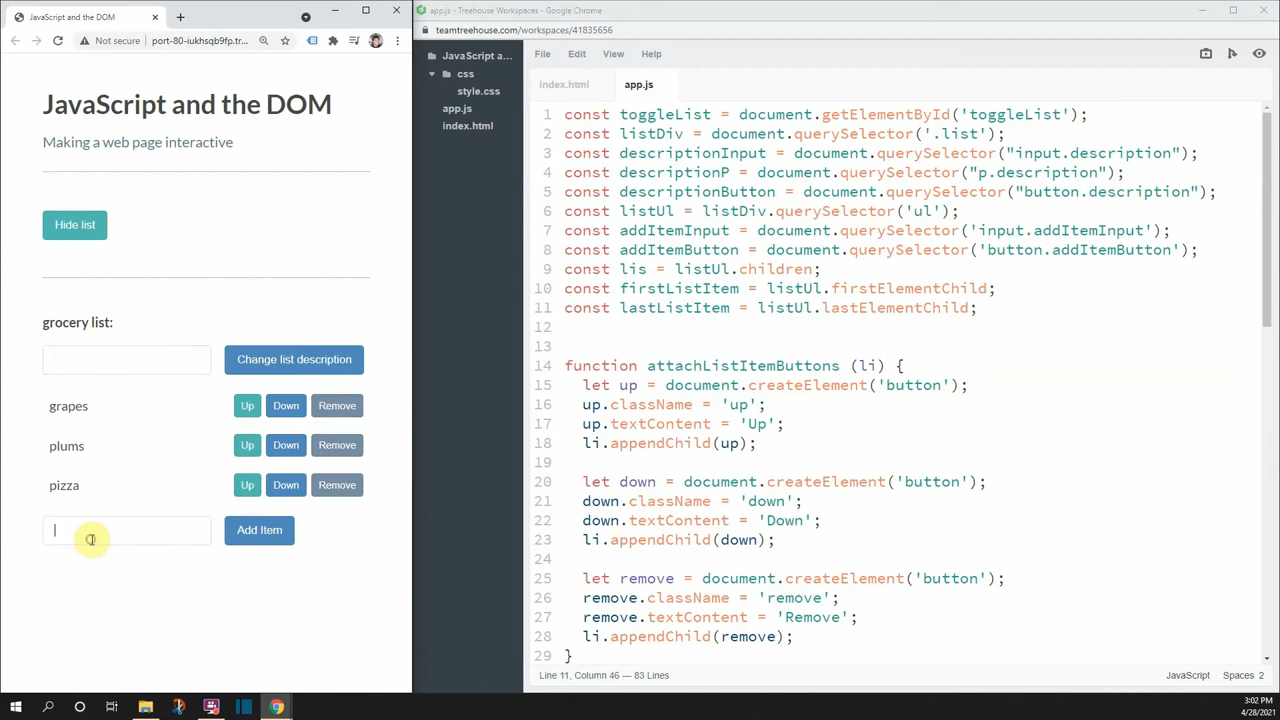 JavaScript and the DOM
Not secure
port-80-iukhsqb9fp.tr...
JavaScript and the DOM
Making a web page interactive
Hide list
grocery list:
Change list description
grapes
Up
Down
Remove
plums
Up
Down
Remove
pizza
Up
Down
Remove
Add Item
app.js - Treehouse Workspaces - Google Chrome
teamtreehouse.com/workspaces/41835656
JavaScript a...
css
style.css
app.js
index.html
File Edit View Help
index.html
app.js
1 const toggleList = document.getElementById('toggleList');
2 const listDiv = document.querySelector('.list');
3 const descriptionInput = document.querySelector("input.description");
4 const descriptionP = document.querySelector("p.description");
5 const descriptionButton = document.querySelector("button.description");
6 const listUl = listDiv.querySelector('ul');
7 const addItemInput = document.querySelector('input.addItemInput');
8 const addItemButton = document.querySelector('button.addItemButton');
9 const lis = listUl.children;
10 const firstListItem = listUl.firstElementChild;
11 const lastListItem = listUl.lastElementChild;
12
13
14 function attachListItemButtons (li) {
15 let up = document.createElement('button');
16 up.className = 'up';
17 up.textContent = 'Up';
18 li.appendChild(up);
19
20 let down = document.createElement('button');
21 down.className = 'down';
22 down.textContent = 'Down';
23 li.appendChild(down);
24
25 let remove = document.createElement('button');
26 remove.className = 'remove';
27 remove.textContent = 'Remove';
28 li.appendChild(remove);
29 }
Line 11, Column 46 — 83 Lines
JavaScript
Spaces 2
3:02 PM
4/28/2021